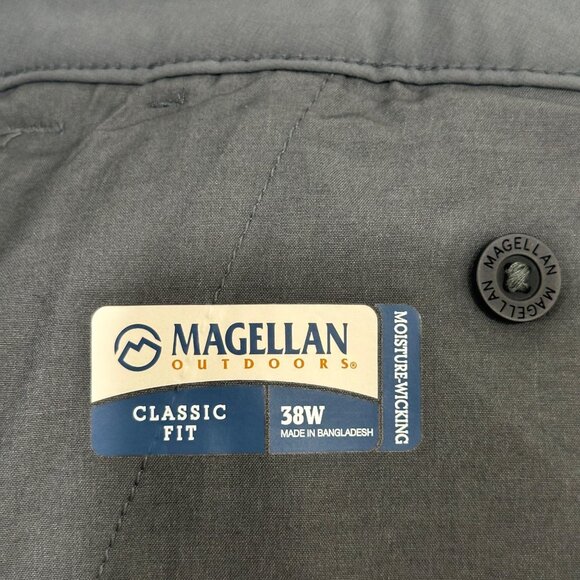 MAGELLAN
OUTDOORS®
CLASSIC
FIT
38W
MADE IN BANGLADESH
MOISTURE-WICKING
MAGELLAN MAGELLAN